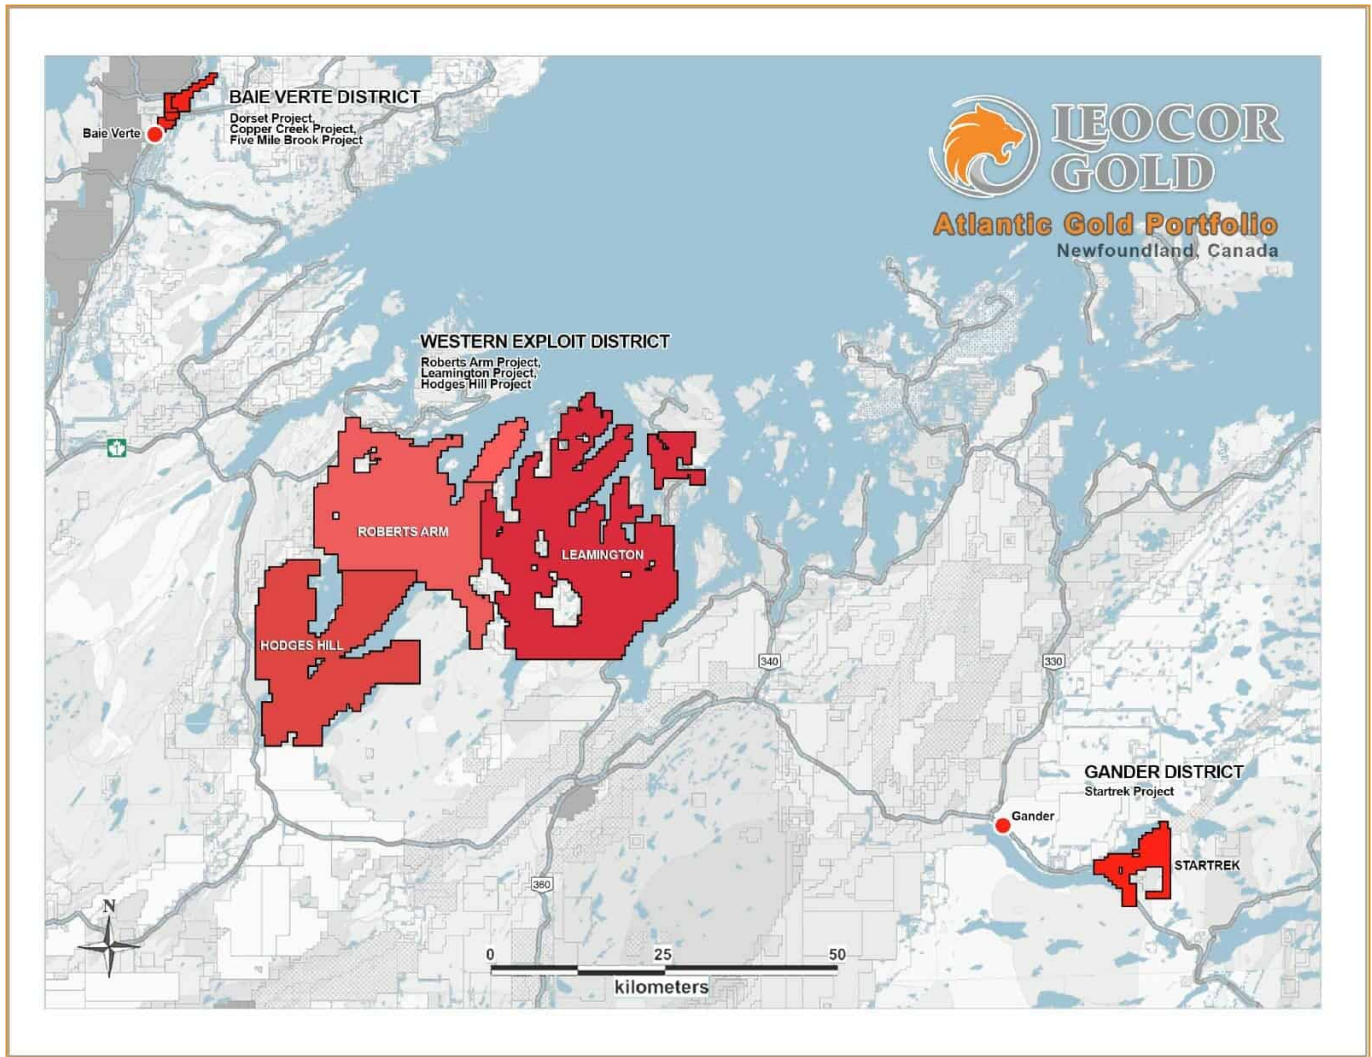 BAIE VERTE DISTRICT
Dorset Project,
Copper Creek Project,
Five Mile Brook Project
Baie Verte
LEOCOR
GOLD
Atlantic Gold Portfolio
Newfoundland, Canada
WESTERN EXPLOIT DISTRICT
Roberts Arm Project,
Leamington Project,
Hodges Hill Project
ROBERTS ARM
LEAMINGTON
HODGES HILL
340
330
GANDER DISTRICT
Startrek Project
Gander
STARTREK
360
N
0 25 50
kilometers